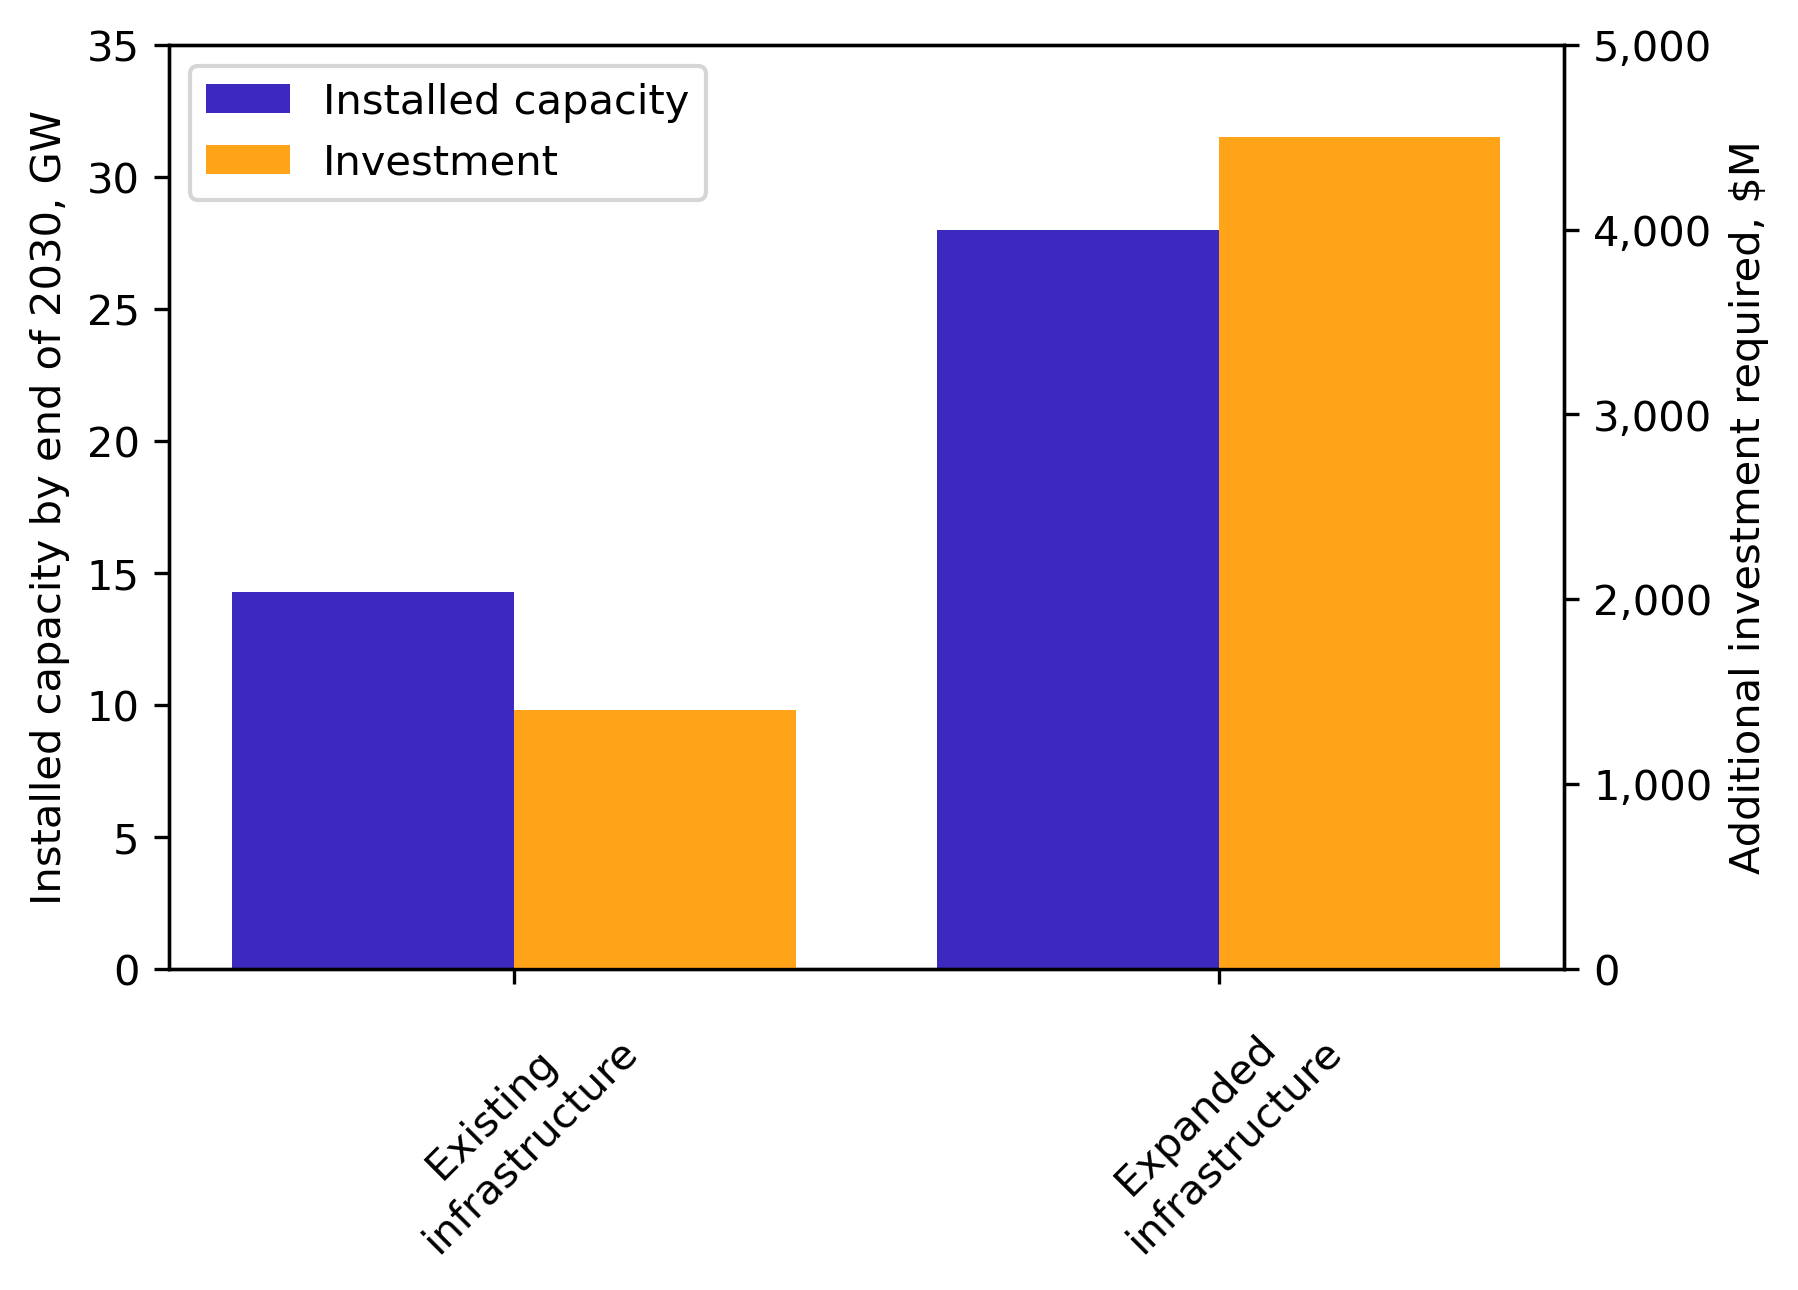 Installed capacity by end of 2030, GW
35
30
25
20
15
10
5
0
Installed capacity
Investment
5,000
4,000
3,000
2,000
1,000
0
Additional investment required, $M
Existing
infrastructure
Expanded
infrastructure